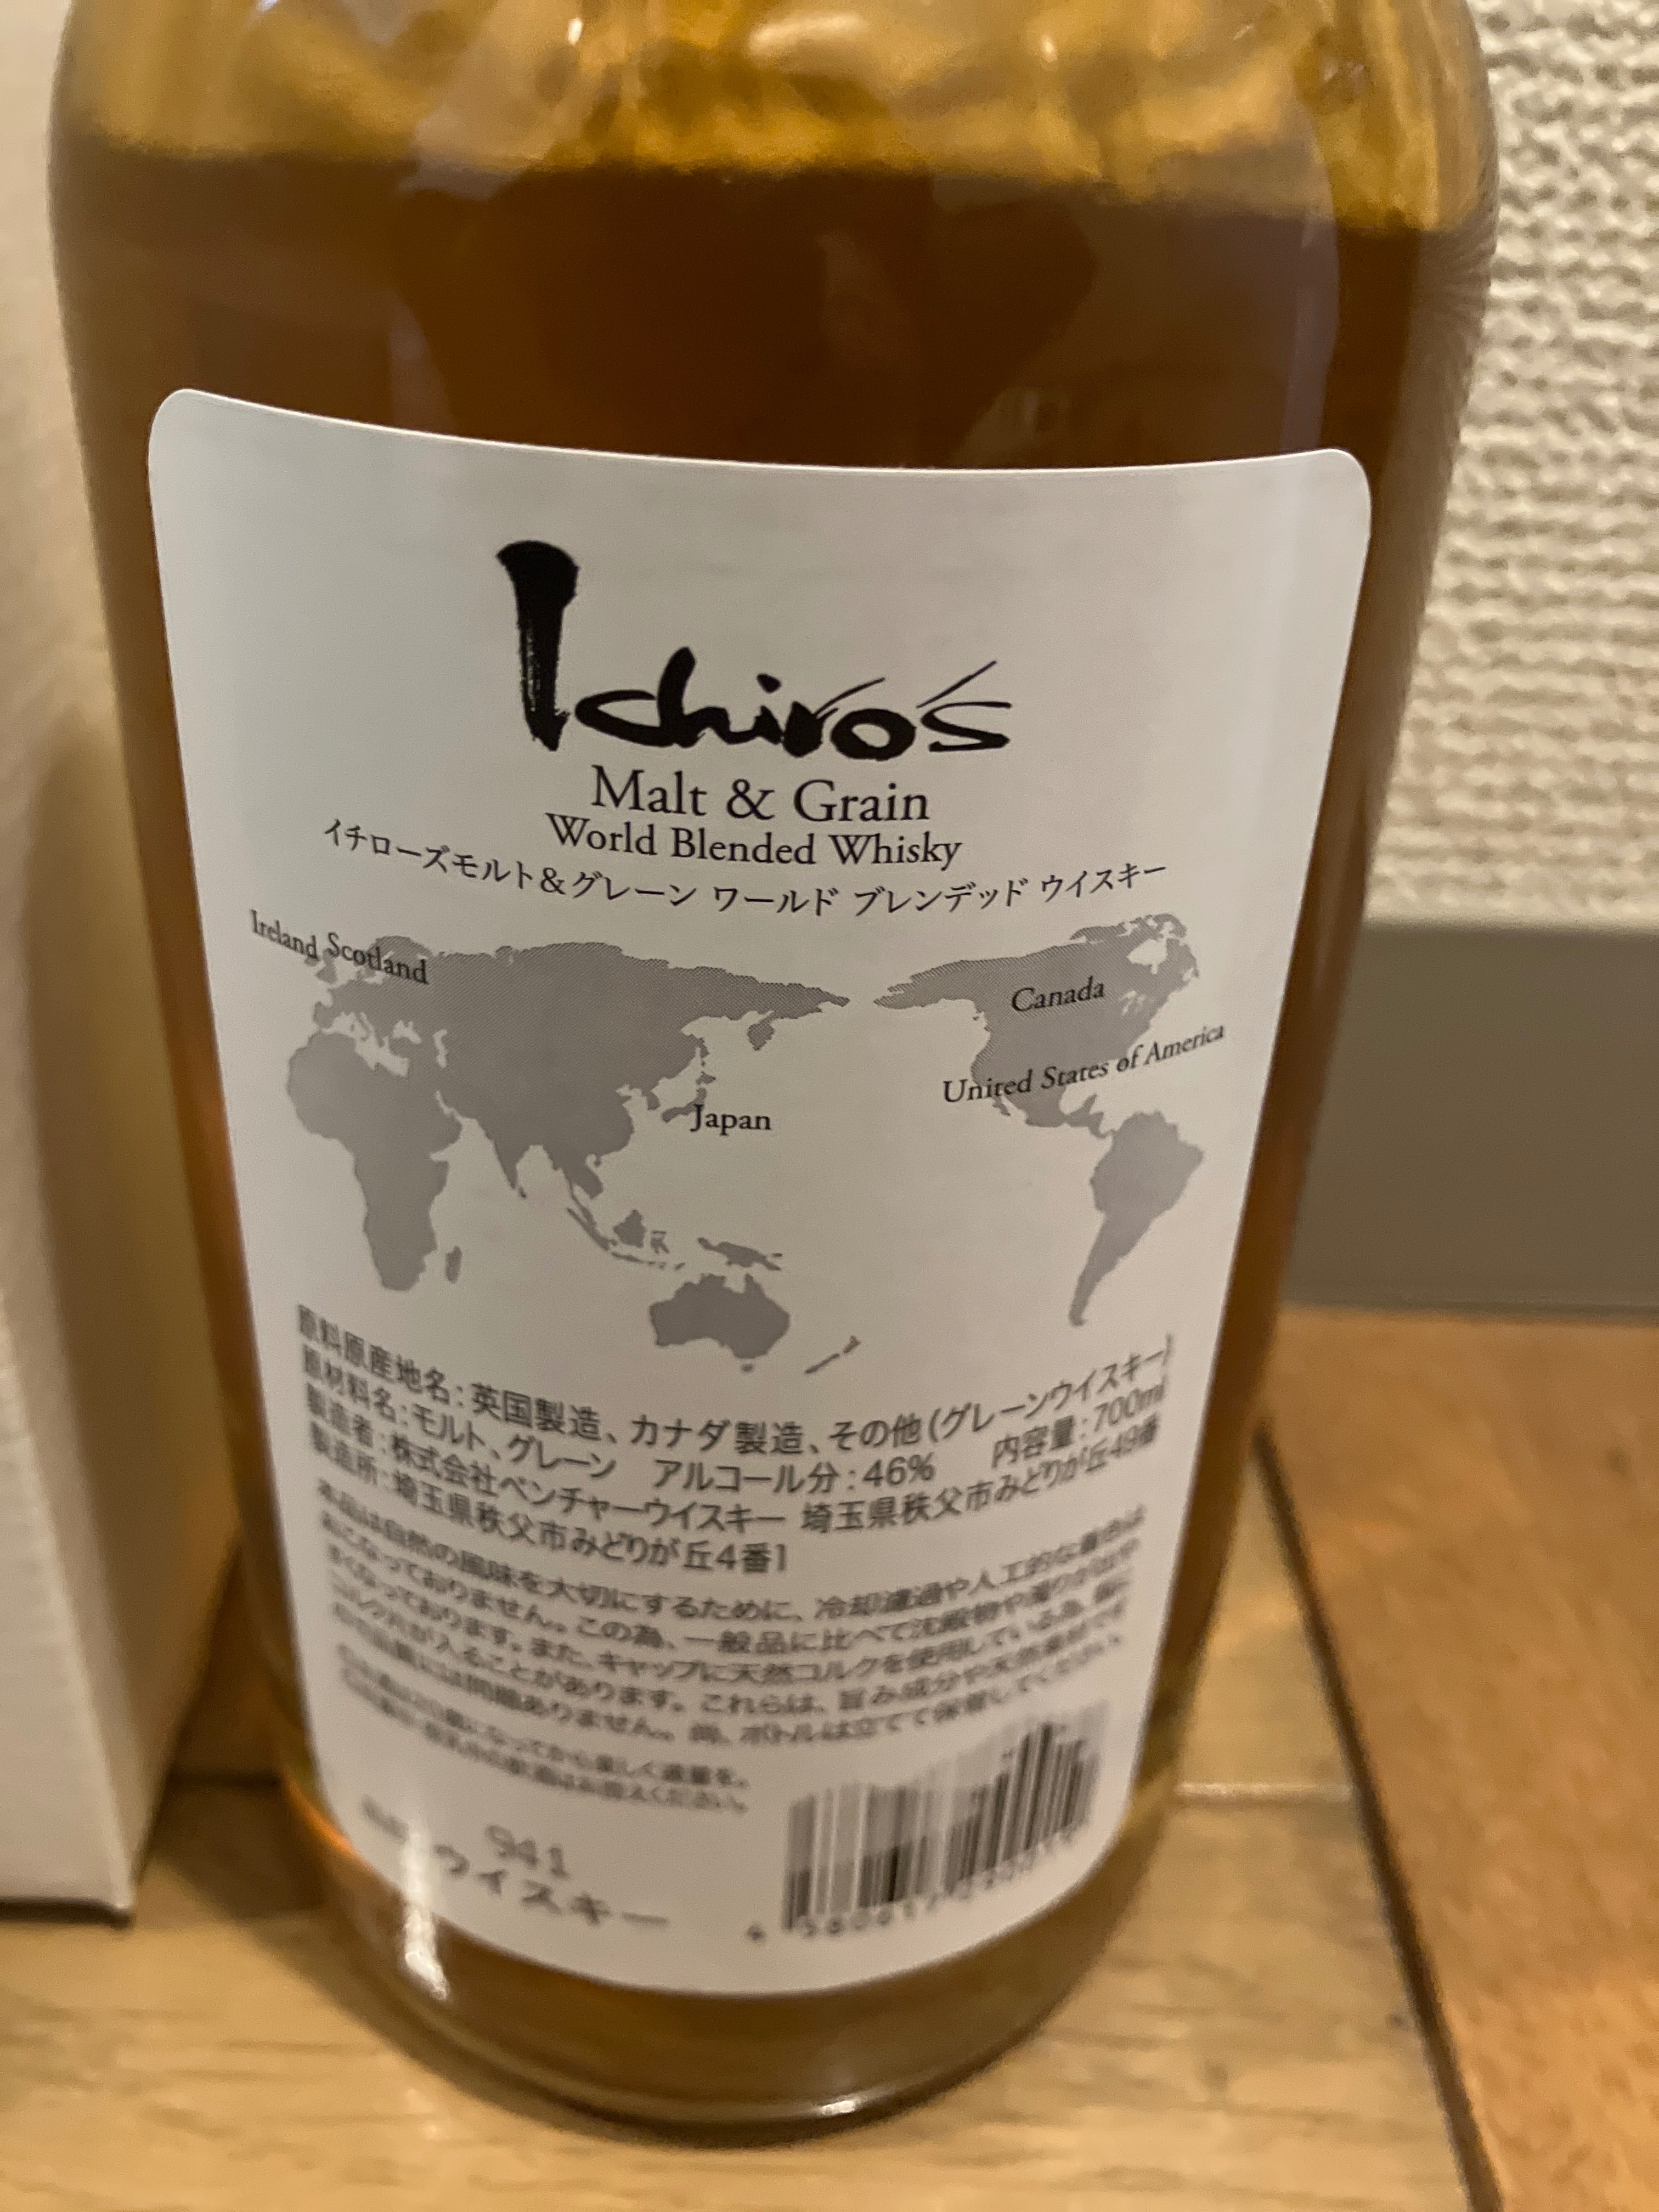 Ichiro's
Malt & Grain
World Blended Whisky
イチローズモルト&グレーン ワールド ブレンデッド ウイスキー
Ireland Scotland
Canada
United States of America
Japan
原料原産地名:英国製造、カナダ製造、その他(グレーンウイスキー)
原材料名:モルト、グレーン アルコール分:46% 内容量:700ml
製造者:株式会社ベンチャーウイスキー 埼玉県秩父市みどりが丘49番
製造所:埼玉県秩父市みどりが丘4番1
本品は自然の風味を大切にするために、冷却濾過や人工的な着色は
おこなっておりません。この為、一般品に比べて沈殿物や濁りが出や
すくなっております。また、キャップに天然コルクを使用している為、瓶に
コルク片が入ることがあります。これらは、旨み成分や天然素材です
ので品質には問題ありません。尚、ボトルは立てて保管してください。
941
ウイスキー